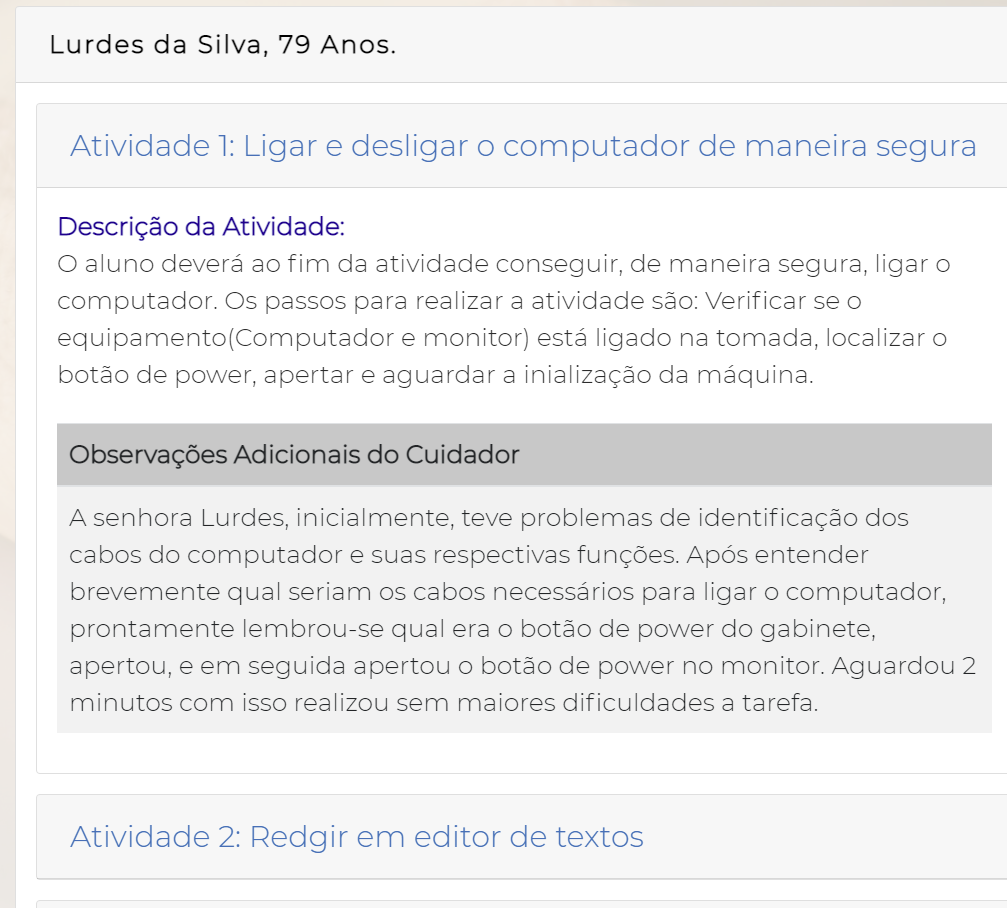 Lurdes da Silva, 79 Anos.
Atividade 1: Ligar e desligar o computador de maneira segura
Descrição da Atividade:
O aluno deverá ao fim da atividade conseguir, de maneira segura, ligar o
computador. Os passos para realizar a atividade são: Verificar se o
equipamento(Computador e monitor) está ligado na tomada, localizar o
botão de power, apertar e aguardar a inialização da máquina.
Observações Adicionais do Cuidador
A senhora Lurdes, inicialmente, teve problemas de identificação dos
cabos do computador e suas respectivas funções. Após entender
brevemente qual seriam os cabos necessários para ligar o computador,
prontamente lembrou-se qual era o botão de power do gabinete,
apertou, e em seguida apertou o botão de power no monitor. Aguardou 2
minutos com isso realizou sem maiores dificuldades a tarefa.
Atividade 2: Redgir em editor de textos